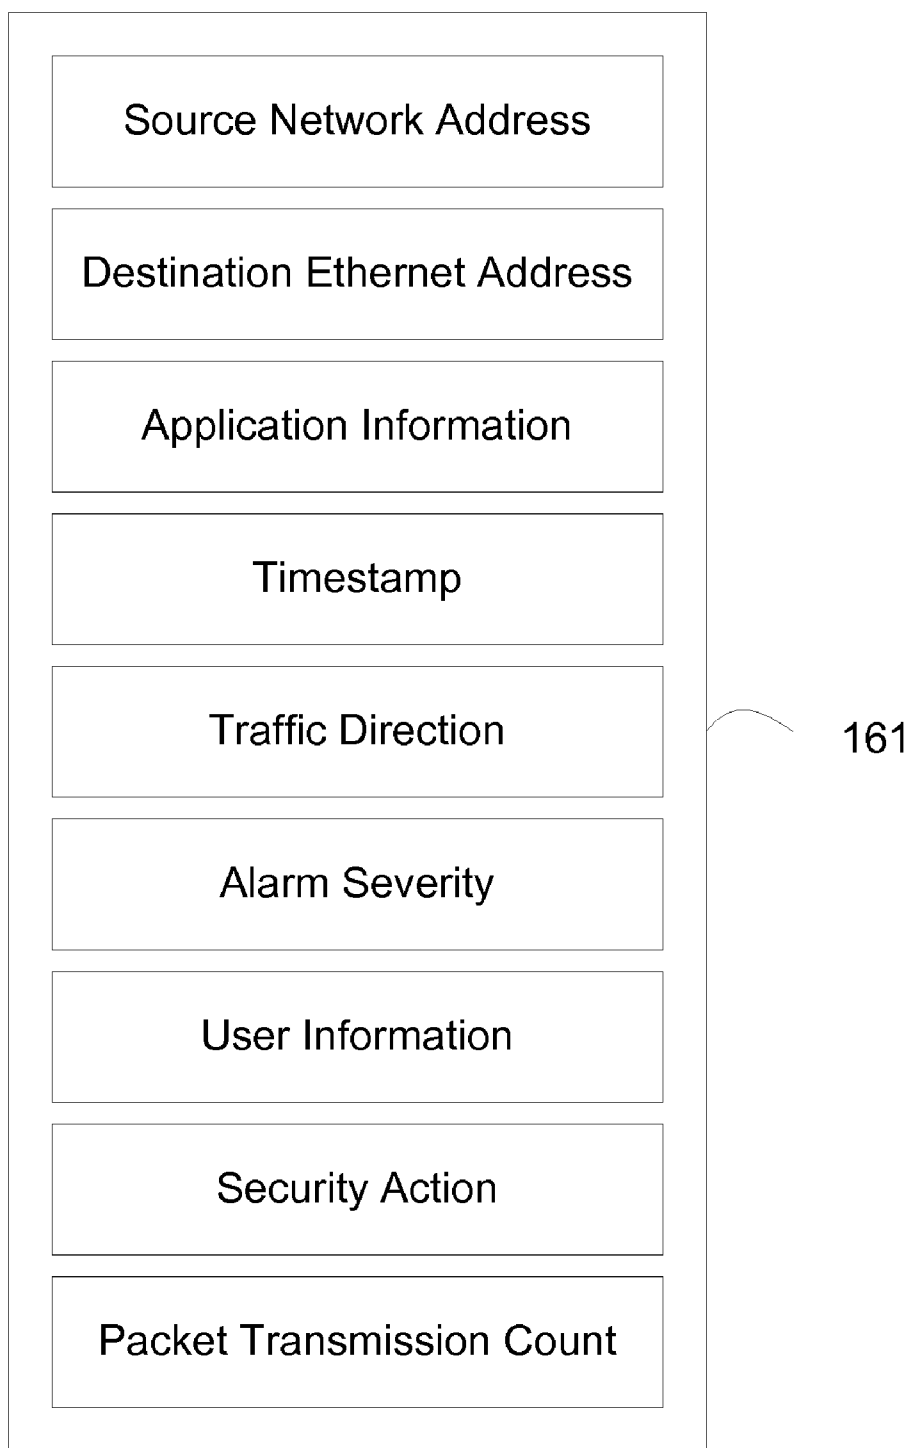 Source Network Address
Destination Ethernet Address
Application Information
Timestamp
Traffic Direction
161
Alarm Severity
User Information
Security Action
Packet Transmission Count